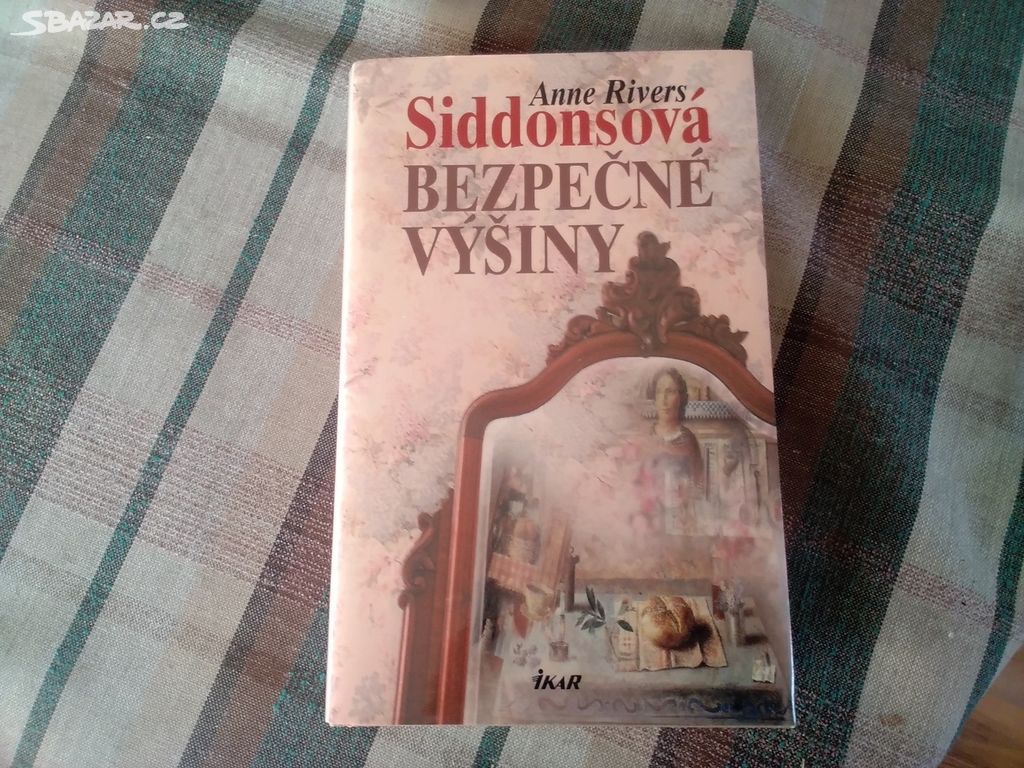 SBAZAR.CZ
Anne Rivers
Siddonsová
BEZPEČNÉ
VÝŠINY
IKAR